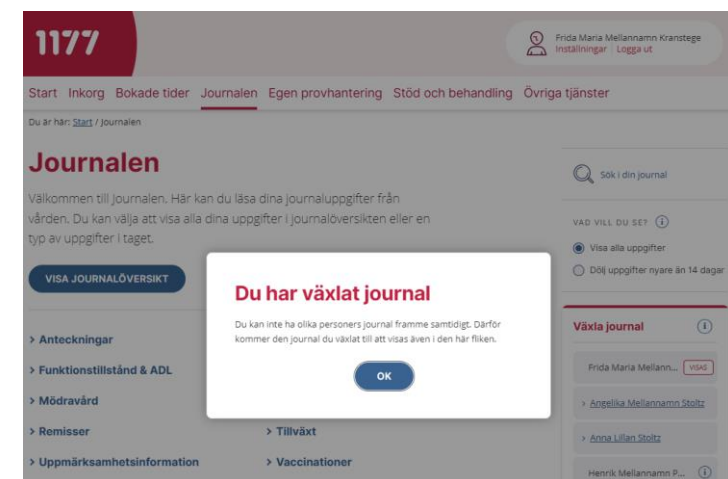 1177
Frida Maria Mellannamn Kranstege
Inställningar Logga ut
Start Inkorg Bokade tider Journalen Egen provhantering Stöd och behandling Övriga tjänster
Du är här: Start / Journalen
Journalen
Välkommen till Journalen. Här kan du läsa dina journaluppgifter från
vården. Du kan välja att visa alla dina uppgifter i journalöversikten eller en
typ av uppgifter i taget.
VISA JOURNALÖVERSIKT
> Anteckningar
> Funktionstillstånd & ADL
> Mödravård
> Remisser
> Uppmärksamhetsinformation
> Tillväxt
> Vaccinationer
Du har växlat journal
Du kan inte ha olika personers journal framme samtidigt. Därför
kommer den journal du växlat till att visas även i den här fliken.
OK
Sök i din journal
VAD VILL DU SE? i
Visa alla uppgifter
Dölj uppgifter nyare än 14 dagar
Växla journal i
Frida Maria Mellann... VISAS
> Angelika Mellannamn Stoltz
> Anna Lilian Stoltz
Henrik Mellannamn P... i